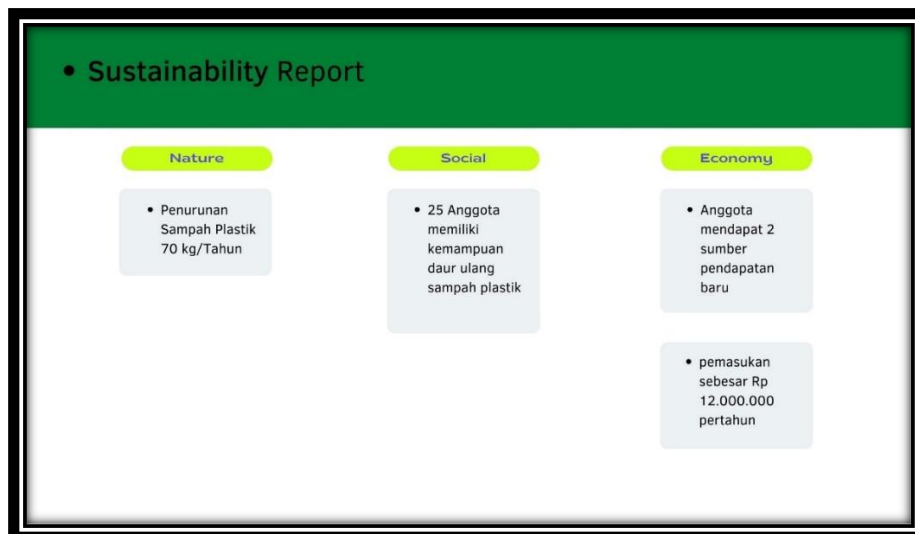 • Sustainability Report
Nature
• Penurunan
Sampah Plastik
70 kg/Tahun
Social
• 25 Anggota
memiliki
kemampuan
daur ulang
sampah plastik
Economy
• Anggota
mendapat 2
sumber
pendapatan
baru
• pemasukan
sebesar Rp
12.000.000
pertahun